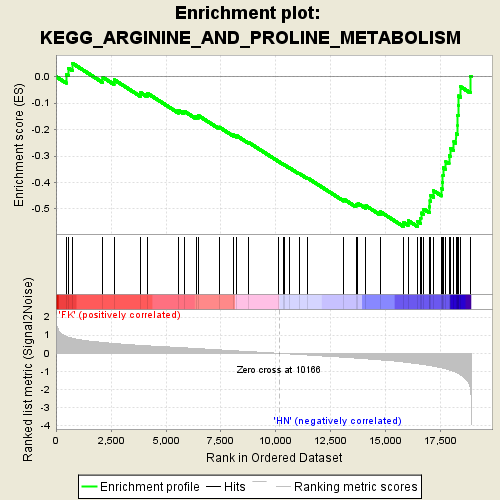 Enrichment plot:
KEGG_ARGININE_AND_PROLINE_METABOLISM
Enrichment score (ES)
0.0
-0.1
-0.2
-0.3
-0.4
-0.5
'FK' (positively correlated)
Ranked list metric (Signal2Noise)
2
1
0
-1
-2
-3
-4
Zero cross at 10166
'HN' (negatively correlated)
0
2,500
5,000
7,500
10,000
12,500
15,000
17,500
Rank in Ordered Dataset
Enrichment profile
Hits
Ranking metric scores